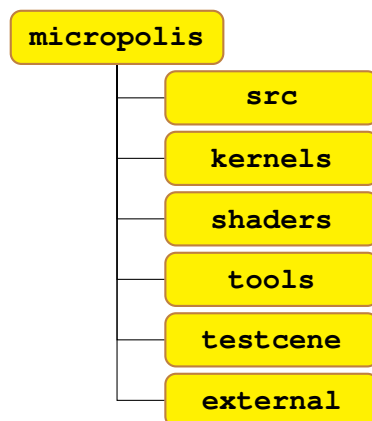 micropolis
src
kernels
shaders
tools
testcene
external